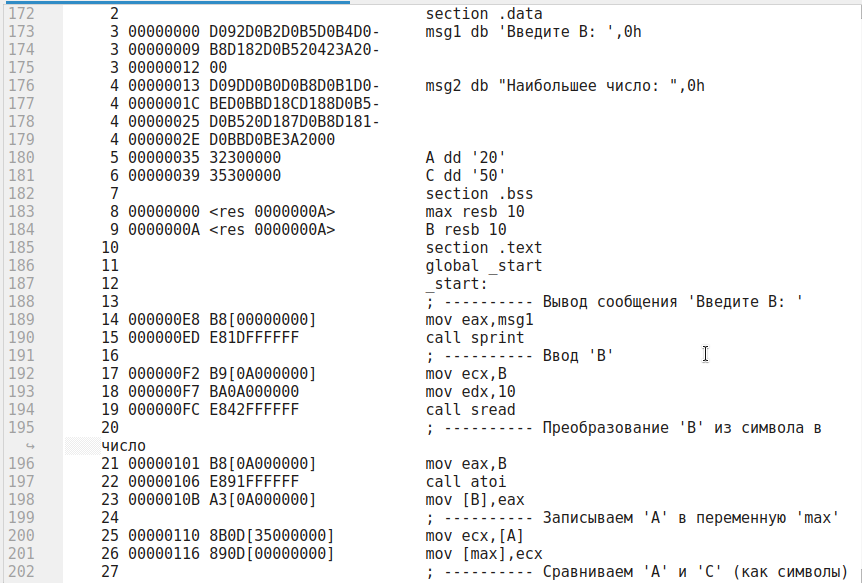 172 2 section .data
173 3 00000000 D092D0B2D0B5D0B4D0- msg1 db 'Введите В: ',0h
174 3 00000009 B8D182D0B520423A20-
175 3 00000012 00
176 4 00000013 D09DD0B0D0B8D0B1D0- msg2 db "Наибольшее число: ",0h
177 4 0000001C BED0BBD18CD188D0B5-
178 4 00000025 D0B520D187D0B8D181-
179 4 0000002E D0BBD0BE3A2000
180 5 00000035 32300000 A dd '20'
181 6 00000039 35300000 C dd '50'
182 7 section .bss
183 8 00000000 <res 0000000A> max resb 10
184 9 0000000A <res 0000000A> B resb 10
185 10 section .text
186 11 global _start
187 12 _start:
188 13 ; ---------- Вывод сообщения 'Введите B: '
189 14 000000E8 B8[00000000] mov eax,msg1
190 15 000000ED E81DFFFFFF call sprint
191 16 ; ---------- Ввод 'B'
192 17 000000F2 B9[0A000000] mov ecx,B
193 18 000000F7 BA0A000000 mov edx,10
194 19 000000FC E842FFFFFF call sread
195 20 ; ---------- Преобразование 'B' из символа в
число
196 21 00000101 B8[0A000000] mov eax,B
197 22 00000106 E891FFFFFF call atoi
198 23 0000010B A3[0A000000] mov [B],eax
199 24 ; ---------- Записываем 'A' в переменную 'max'
200 25 00000110 8B0D[35000000] mov ecx,[A]
201 26 00000116 890D[00000000] mov [max],ecx
202 27 ; ---------- Сравниваем 'A' и 'C' (как символы)